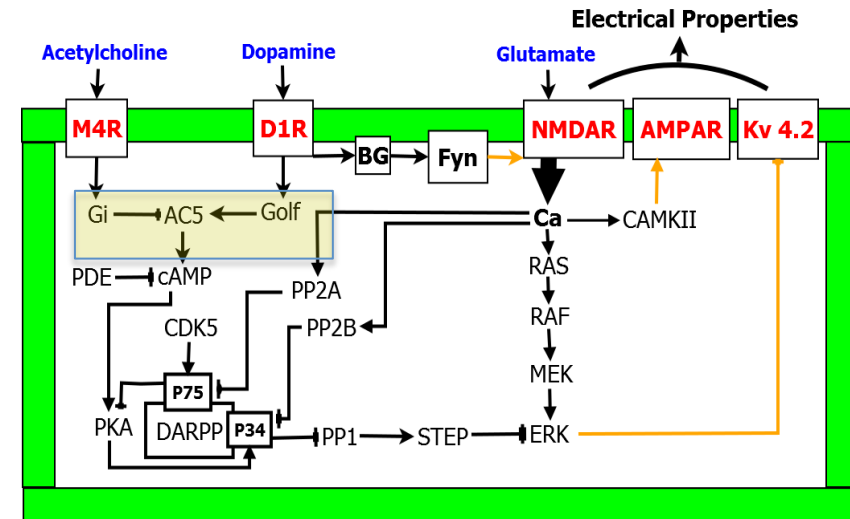 Electrical Properties
Acetylcholine
Dopamine
Glutamate
M4R
D1R
NMDAR
AMPAR
Kv 4.2
BG
Fyn
Gi
AC5
Golf
Ca
CAMKII
PDE
cAMP
PP2A
RAS
CDK5
PP2B
RAF
P75
MEK
PKA
DARPP
P34
PP1
STEP
ERK